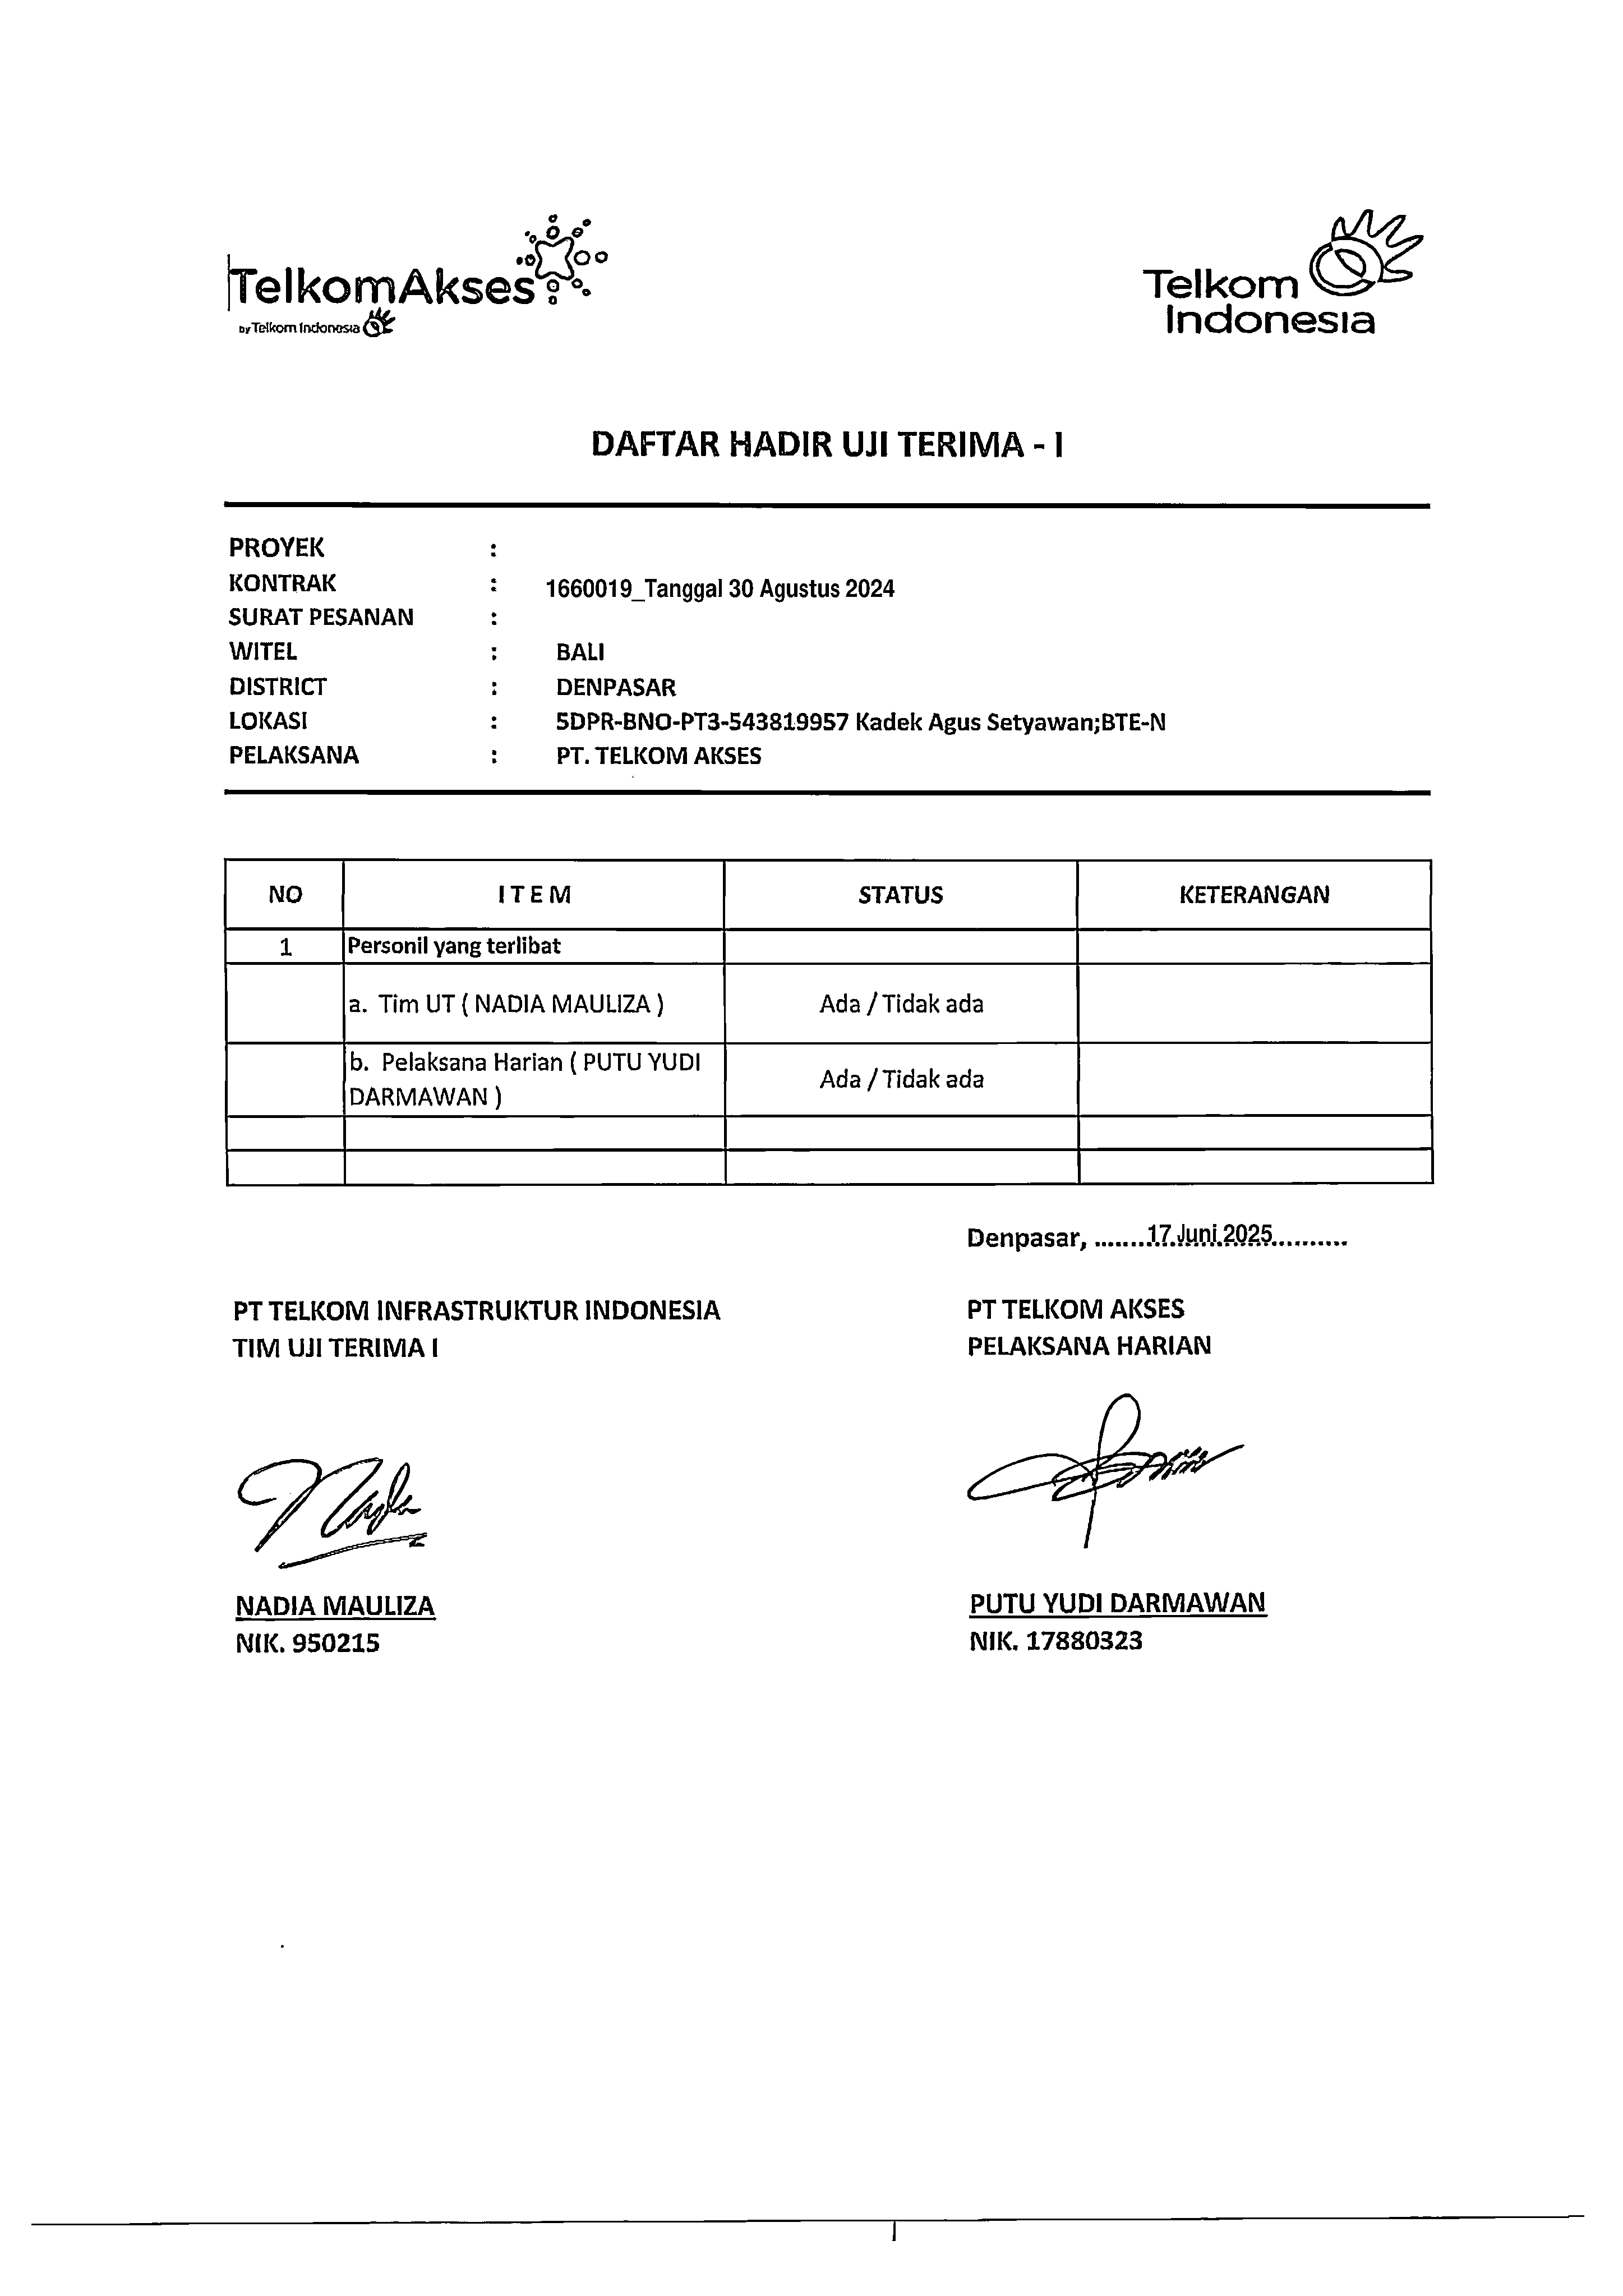 TelkomAkses
by Telkom Indonesia
Telkom
Indonesia
DAFTAR HADIR UJI TERIMA - I
PROYEK :
KONTRAK : 1660019_Tanggal 30 Agustus 2024
SURAT PESANAN :
WITEL : BALI
DISTRICT : DENPASAR
LOKASI : 5DPR-BNO-PT3-543819957 Kadek Agus Setyawan;BTE-N
PELAKSANA : PT. TELKOM AKSES
NO ITEM STATUS KETERANGAN
1 Personil yang terlibat
a. Tim UT ( NADIA MAULIZA ) Ada / Tidak ada
b. Pelaksana Harian ( PUTU YUDI
DARMAWAN ) Ada / Tidak ada
Denpasar, .......17 Juni 2025..........
PT TELKOM INFRASTRUKTUR INDONESIA
TIM UJI TERIMA I
PT TELKOM AKSES
PELAKSANA HARIAN
NADIA MAULIZA
NIK. 950215
PUTU YUDI DARMAWAN
NIK. 17880323